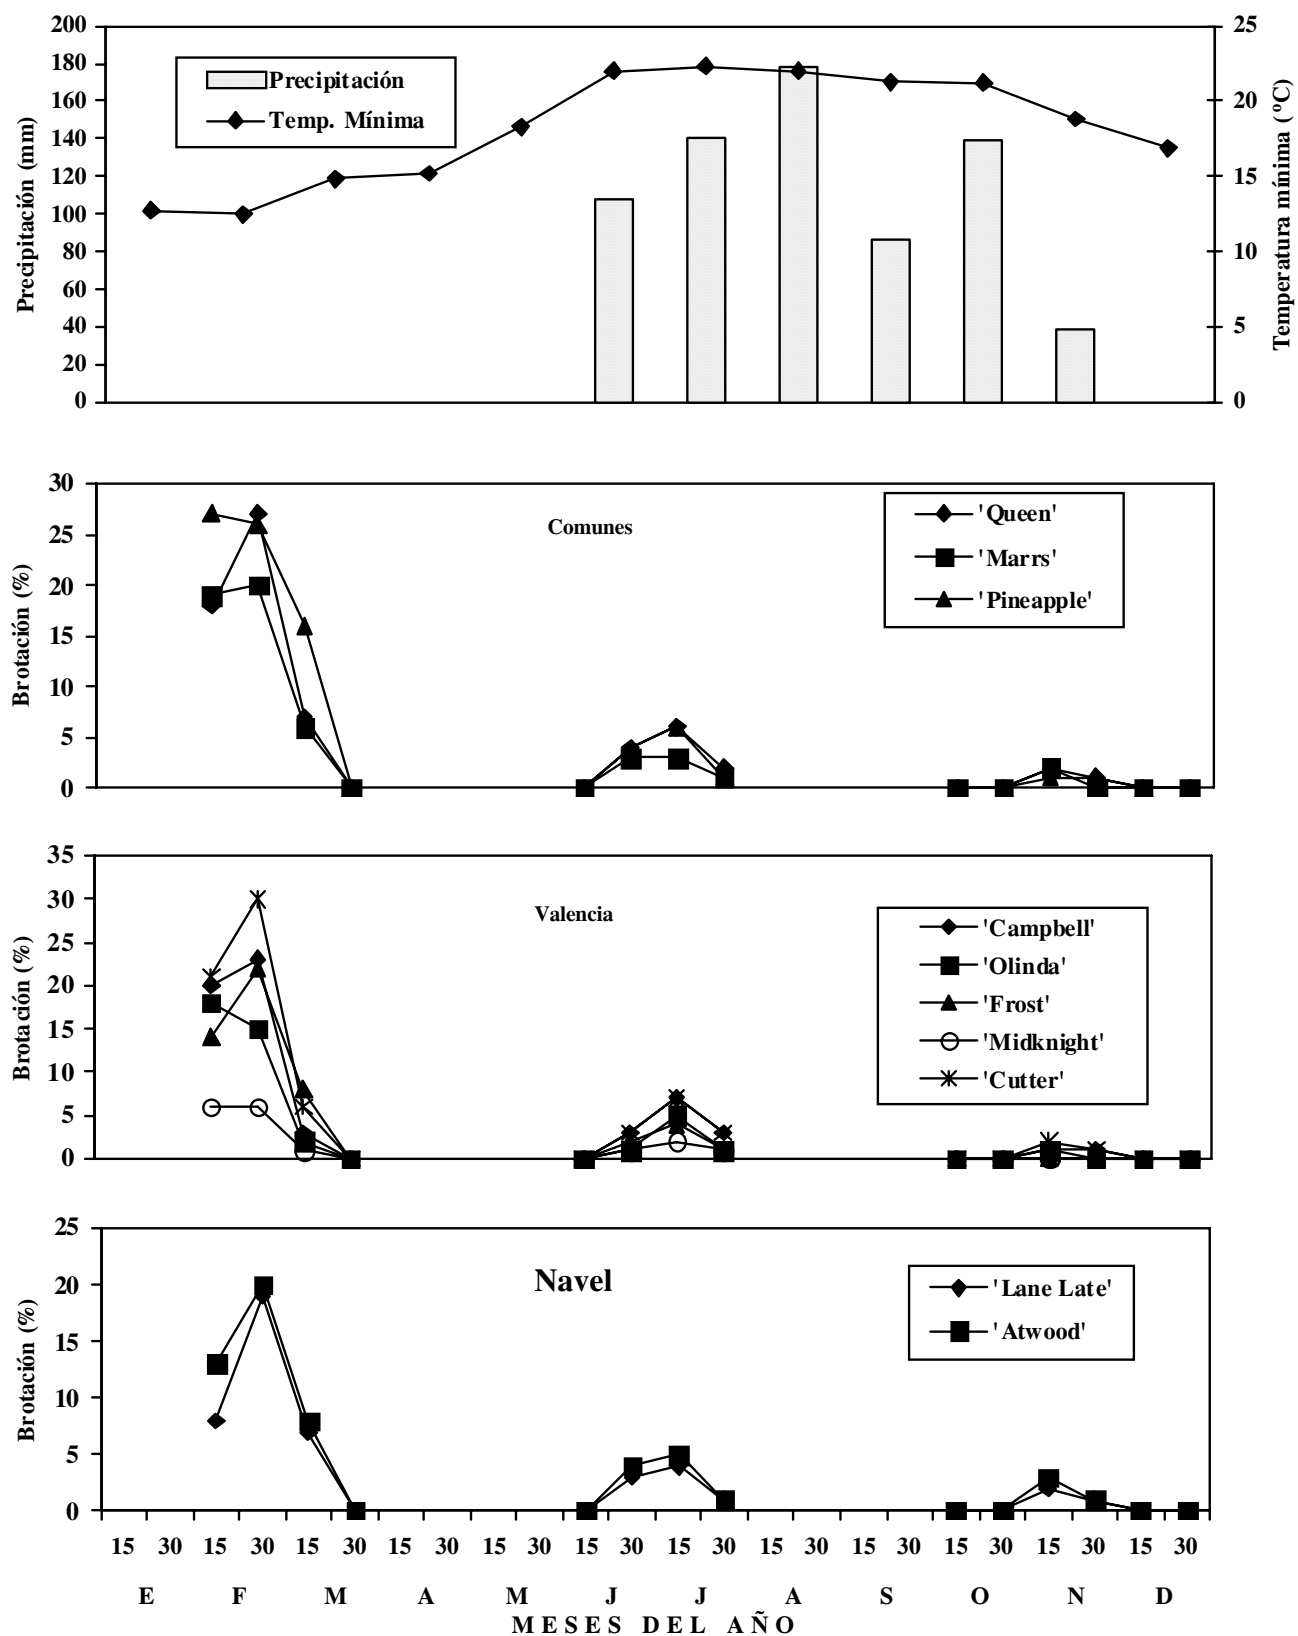 200
180
160
140
120
100
80
60
40
20
0
Precipitación (mm)
Precipitación
Temp. Mínima
25
20
15
10
5
0
Temperatura mínima (ºC)
30
25
20
15
10
5
0
Brotación (%)
Comunes
'Queen'
'Marrs'
'Pineapple'
35
30
25
20
15
10
5
0
Brotación (%)
Valencia
'Campbell'
'Olinda'
'Frost'
'Midknight'
'Cutter'
25
20
15
10
5
0
Brotación (%)
Navel
'Lane Late'
'Atwood'
15 30 15 30 15 30 15 30 15 30 15 30 15 30 15 30 15 30 15 30 15 30 15 30
E F M A M J J A S O N D
MESES DEL AÑO